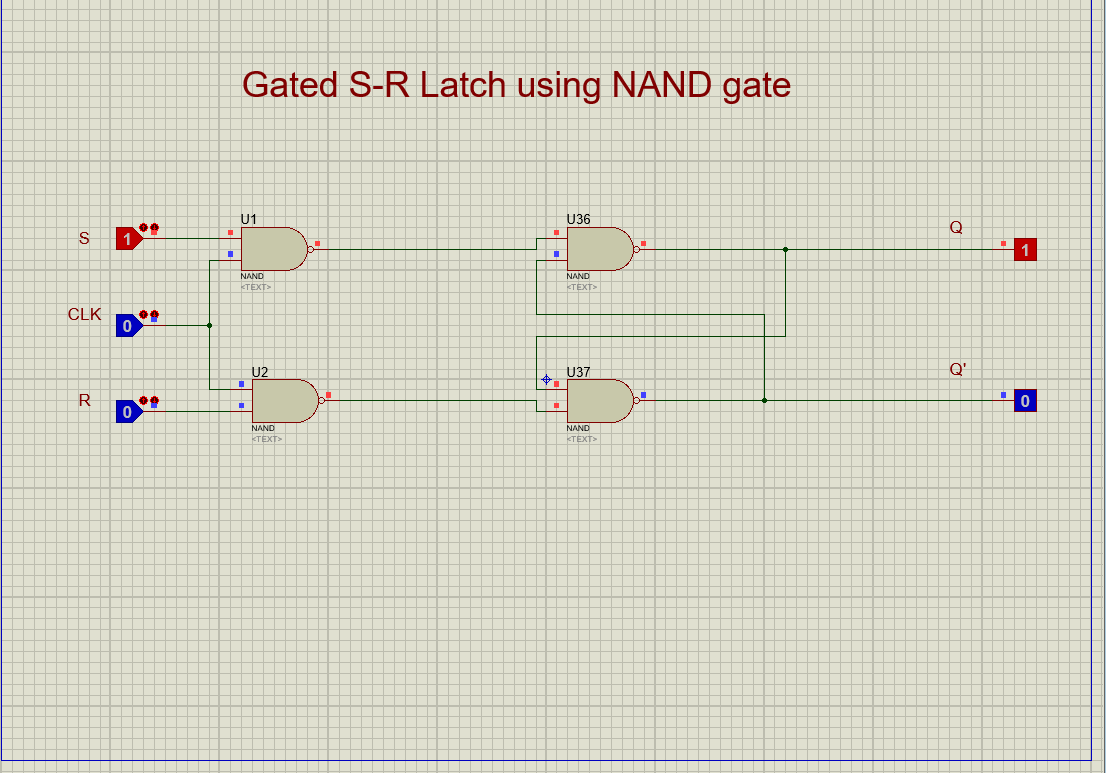 Gated S-R Latch using NAND gate
U1
U36
S
1
Q
1
NAND
<TEXT>
NAND
<TEXT>
CLK
0
U2
U37
Q'
R
0
0
NAND
<TEXT>
NAND
<TEXT>